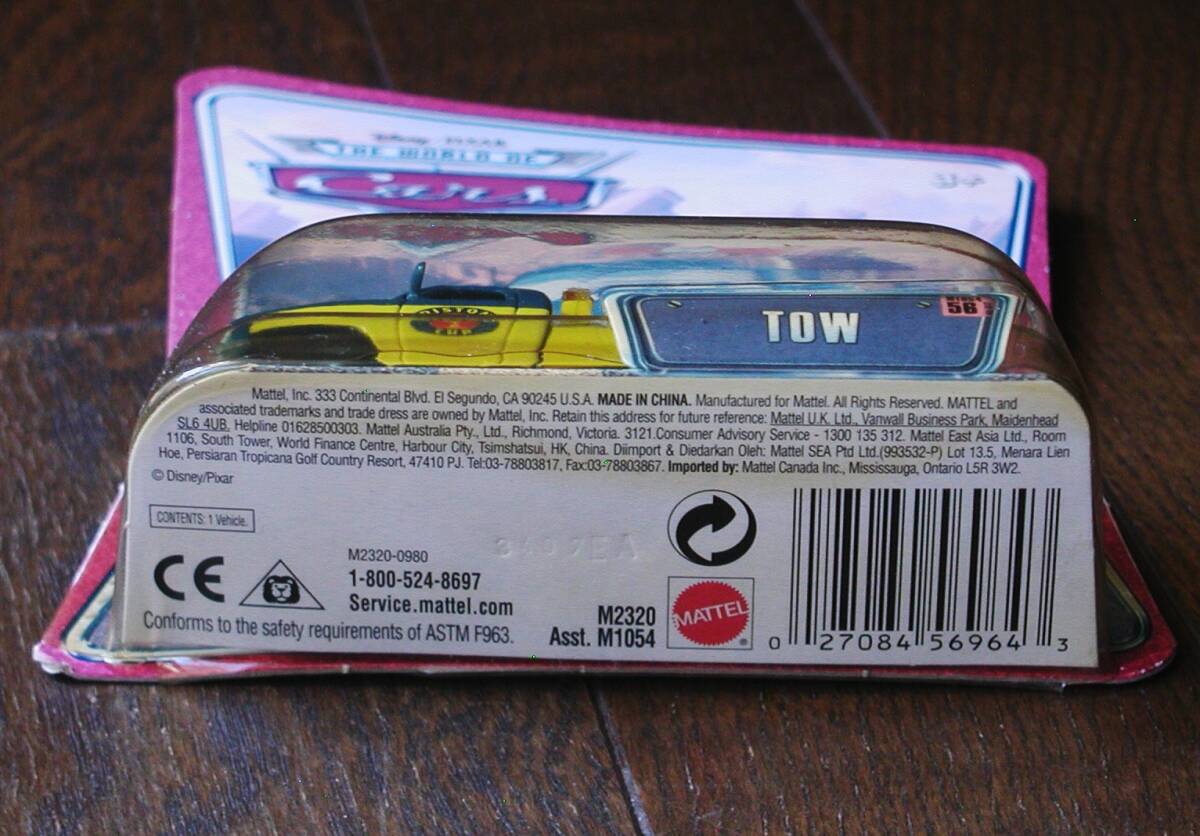 Disney PIXAR
THE WORLD OF
Cars
3+
PISTON
CUP
TOW
56
Mattel, Inc. 333 Continental Blvd. El Segundo, CA 90245 U.S.A. MADE IN CHINA. Manufactured for Mattel. All Rights Reserved. MATTEL and
associated trademarks and trade dress are owned by Mattel, Inc. Retain this address for future reference: Mattel U.K. Ltd., Vanwall Business Park, Maidenhead
SL6 4UB. Helpline 01628500303. Mattel Australia Pty., Ltd., Richmond, Victoria. 3121.Consumer Advisory Service - 1300 135 312. Mattel East Asia Ltd., Room
1106, South Tower, World Finance Centre, Harbour City, Tsimshatsui, HK, China. Diimport & Diedarkan Oleh: Mattel SEA Ptd Ltd.(993532-P) Lot 13.5, Menara Lien
Hoe, Persiaran Tropicana Golf Country Resort, 47410 PJ. Tel:03-78803817, Fax:03-78803867. Imported by: Mattel Canada Inc., Mississauga, Ontario L5R 3W2.
© Disney/Pixar
CONTENTS: 1 Vehicle.
CE
M2320-0980
1-800-524-8697
Service.mattel.com
Conforms to the safety requirements of ASTM F963.
M2320
Asst. M1054
MATTEL
®
0 27084 56964 3